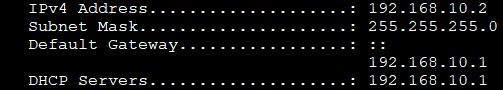 IPv4 Address....................: 192.168.10.2
Subnet Mask.....................: 255.255.255.0
Default Gateway.................: ::
192.168.10.1
DHCP Servers....................: 192.168.10.1